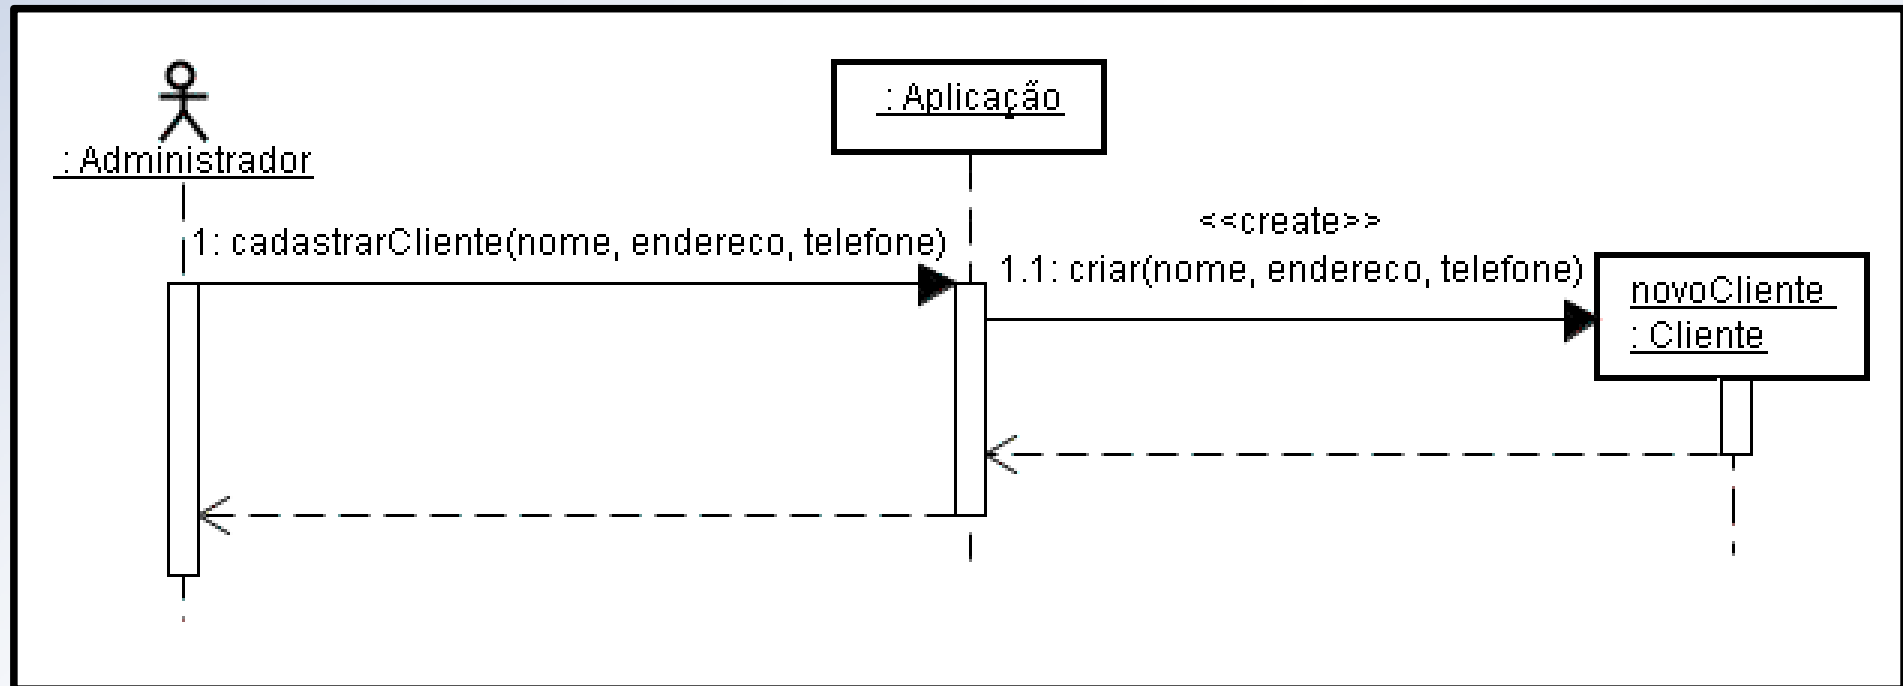 : Aplicação
: Administrador
<<create>>
1: cadastrarCliente(nome, endereco, telefone)
1.1: criar(nome, endereco, telefone)
novoCliente
: Cliente